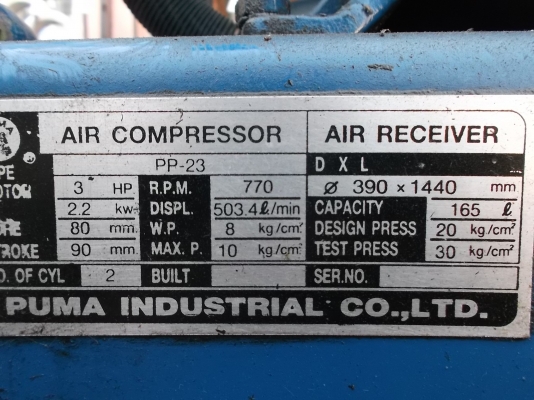 AIR COMPRESSOR AIR RECEIVER
PP-23 D X L
3 HP R.P.M. 770 ø 390 × 1440 mm
2.2 kw DISPL. 503.4ℓ/min CAPACITY 165 ℓ
80 mm W.P. 8 kg/cm² DESIGN PRESS 20 kg/cm²
90 mm MAX. P. 10 kg/cm² TEST PRESS 30 kg/cm²
OF CYL 2 BUILT SER.NO.
PUMA INDUSTRIAL CO.,LTD.